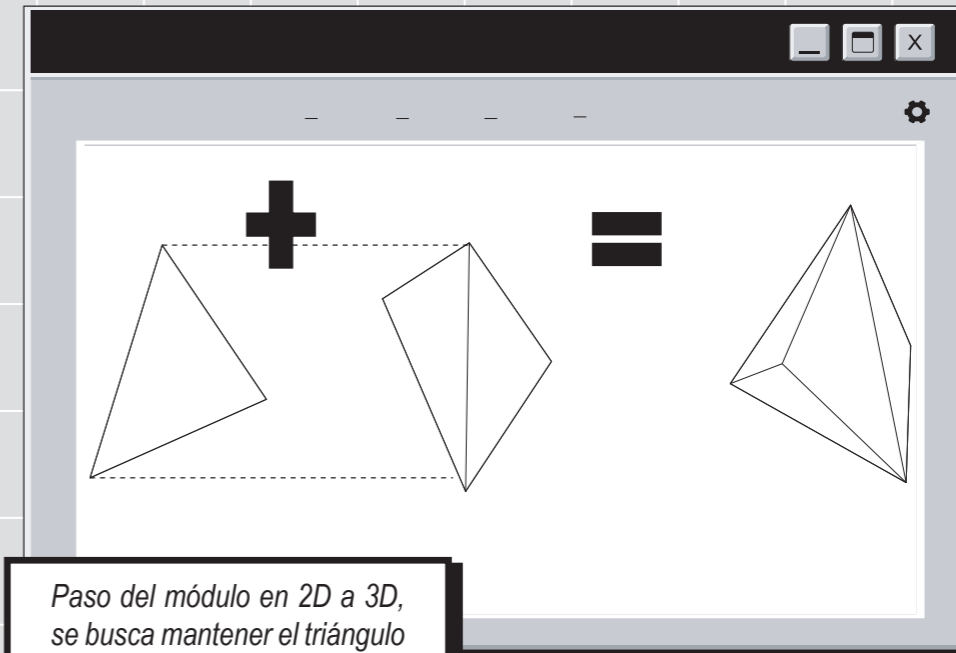 X
Paso del módulo en 2D a 3D,
se busca mantener el triángulo